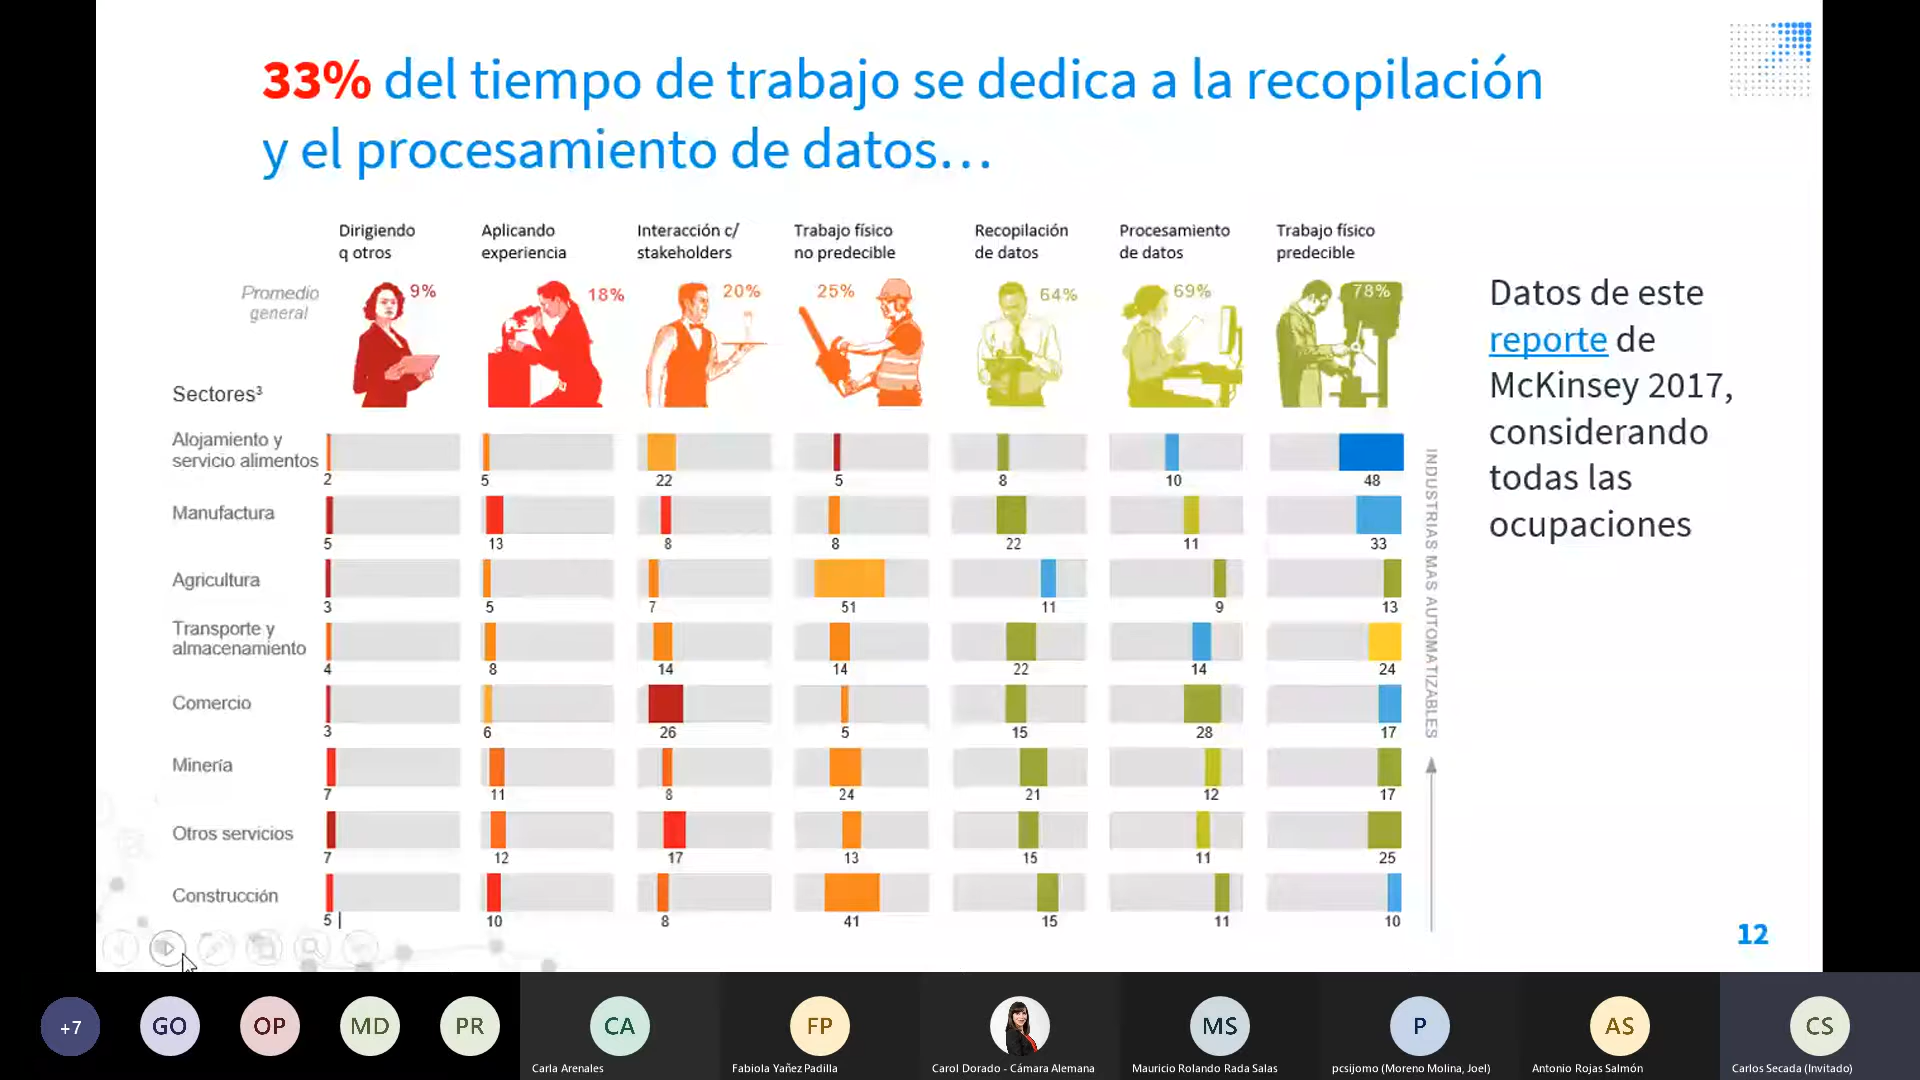 33% del tiempo de trabajo se dedica a la recopilación
y el procesamiento de datos…
Dirigiendo
q otros
Aplicando
experiencia
Interacción c/
stakeholders
Trabajo físico
no predecible
Recopilación
de datos
Procesamiento
de datos
Trabajo físico
predecible
Promedio
general
9%
18%
20%
25%
64%
69%
78%
Sectores³
Alojamiento y
servicio alimentos
2 5 22 5 8 10 48
Manufactura
5 13 8 8 22 11 33
Agricultura
3 5 7 51 11 9 13
Transporte y
almacenamiento
4 8 14 14 22 14 24
Comercio
3 6 26 5 15 28 17
Minería
7 11 8 24 21 12 17
Otros servicios
7 12 17 13 15 11 25
Construcción
5 10 8 41 15 11 10
INDUSTRIAS MAS AUTOMATIZABLES
Datos de este
reporte de
McKinsey 2017,
considerando
todas las
ocupaciones
12
+7
GO
OP
MD
PR
CA
Carla Arenales
FP
Fabiola Yañez Padilla
Carol Dorado - Cámara Alemana
MS
Mauricio Rolando Rada Salas
P
pcsijomo (Moreno Molina, Joel)
AS
Antonio Rojas Salmón
CS
Carlos Secada (Invitado)